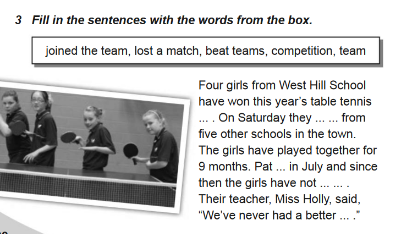 3 Fill in the sentences with the words from the box.
joined the team, lost a match, beat teams, competition, team
Four girls from West Hill School
have won this year's table tennis
... . On Saturday they ... ... from
five other schools in the town.
The girls have played together for
9 months. Pat ... in July and since
then the girls have not ... ... .
Their teacher, Miss Holly, said,
"We've never had a better ... ."